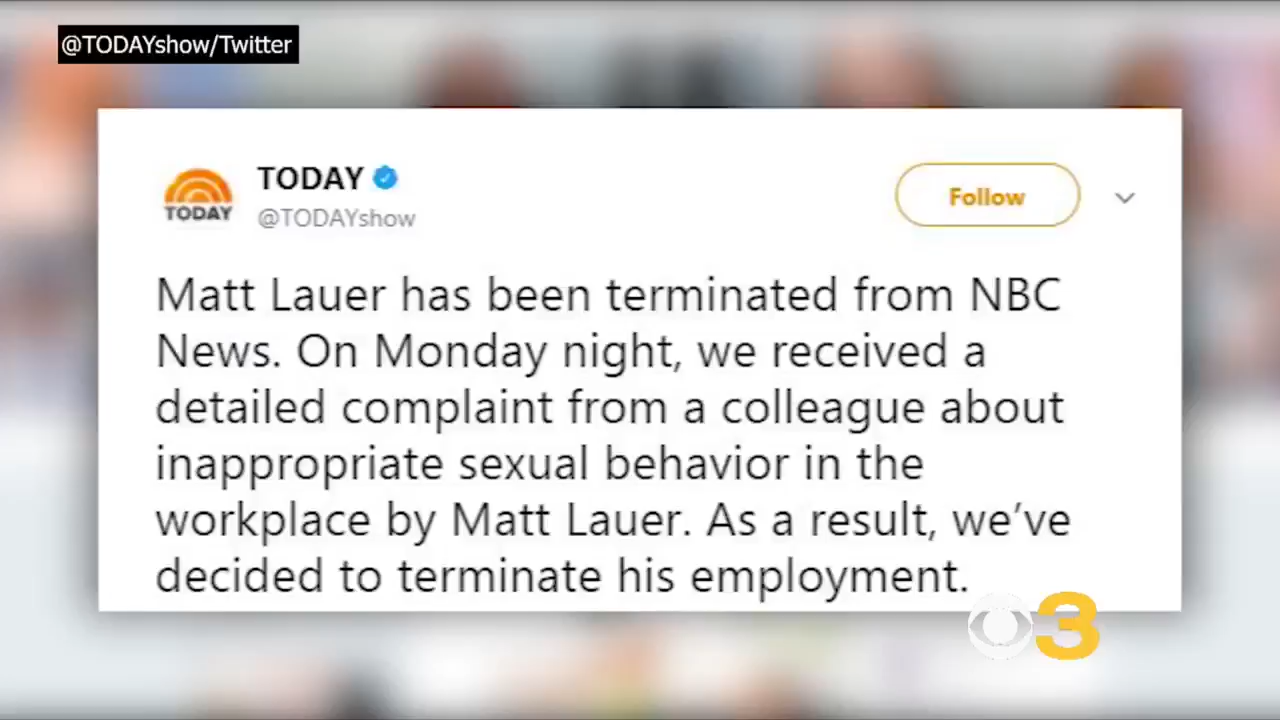 @TODAYshow/Twitter
TODAY
TODAY
@TODAYshow
Follow
Matt Lauer has been terminated from NBC
News. On Monday night, we received a
detailed complaint from a colleague about
inappropriate sexual behavior in the
workplace by Matt Lauer. As a result, we’ve
decided to terminate his employment.
3